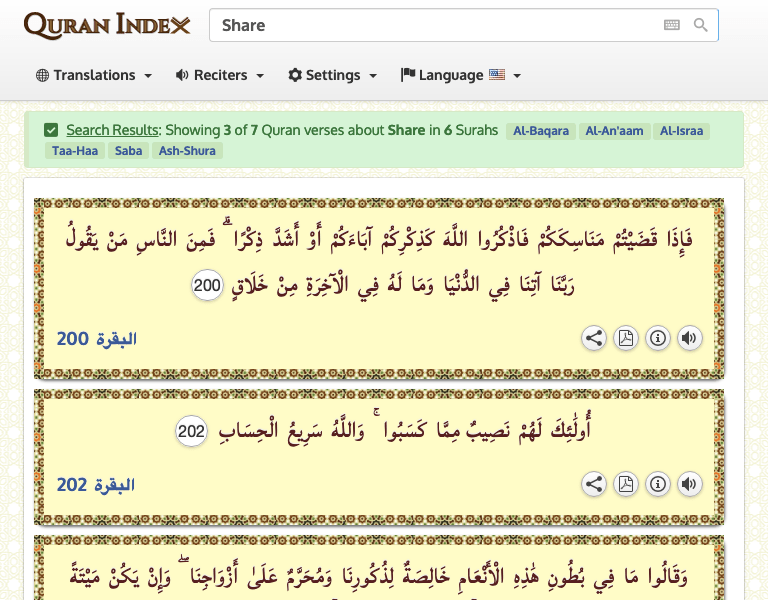 QURAN INDEX
Share
Translations
Reciters
Settings
Language
Search Results: Showing 3 of 7 Quran verses about Share in 6 Surahs Al-Baqara Al-An'aam Al-Israa
Taa-Haa Saba Ash-Shura
فَإِذَا قَضَيْتُمْ مَنَاسِكَكُمْ فَاذْكُرُوا اللَّهَ كَذِكْرِكُمْ آبَاءَكُمْ أَوْ أَشَدَّ ذِكْرًا ۗ فَمِنَ النَّاسِ مَنْ يَقُولُ
رَبَّنَا آتِنَا فِي الدُّنْيَا وَمَا لَهُ فِي الْآخِرَةِ مِنْ خَلَاقٍ 200
البقرة 200
أُولَٰئِكَ لَهُمْ نَصِيبٌ مِمَّا كَسَبُوا ۚ وَاللَّهُ سَرِيعُ الْحِسَابِ 202
البقرة 202
وَقَالُوا مَا فِي بُطُونِ هَٰذِهِ الْأَنْعَامِ خَالِصَةٌ لِذُكُورِنَا وَمُحَرَّمٌ عَلَىٰ أَزْوَاجِنَا ۖ وَإِنْ يَكُنْ مَيْتَةً